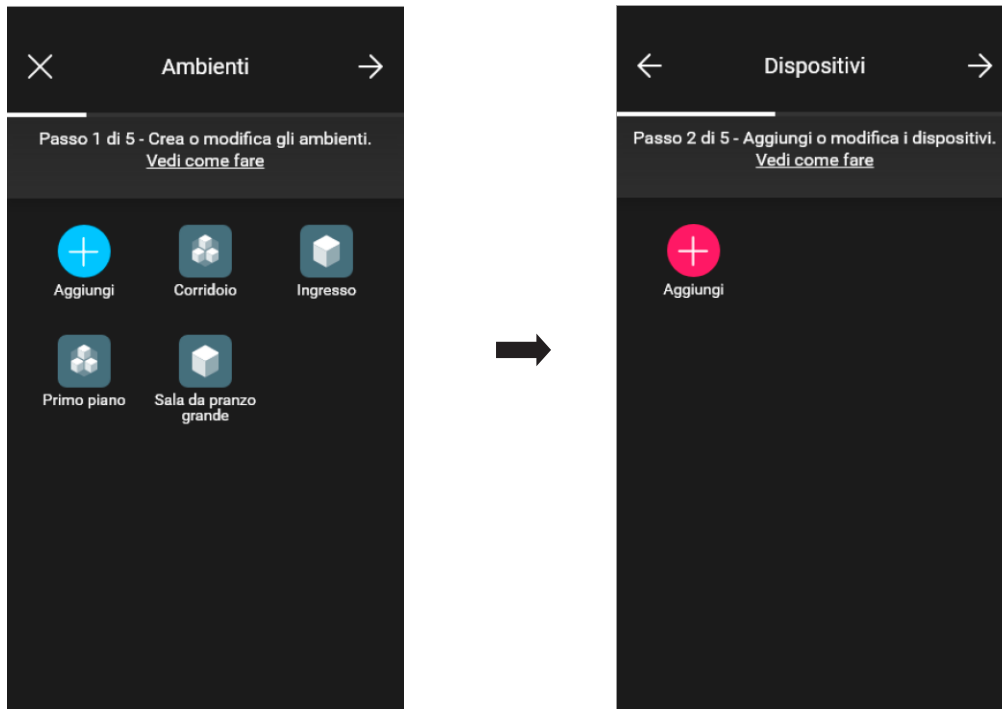 Ambienti
Passo 1 di 5 - Crea o modifica gli ambienti.
Vedi come fare
Aggiungi
Corridoio
Ingresso
Primo piano
Sala da pranzo
grande
Dispositivi
Passo 2 di 5 - Aggiungi o modifica i dispositivi.
Vedi come fare
Aggiungi